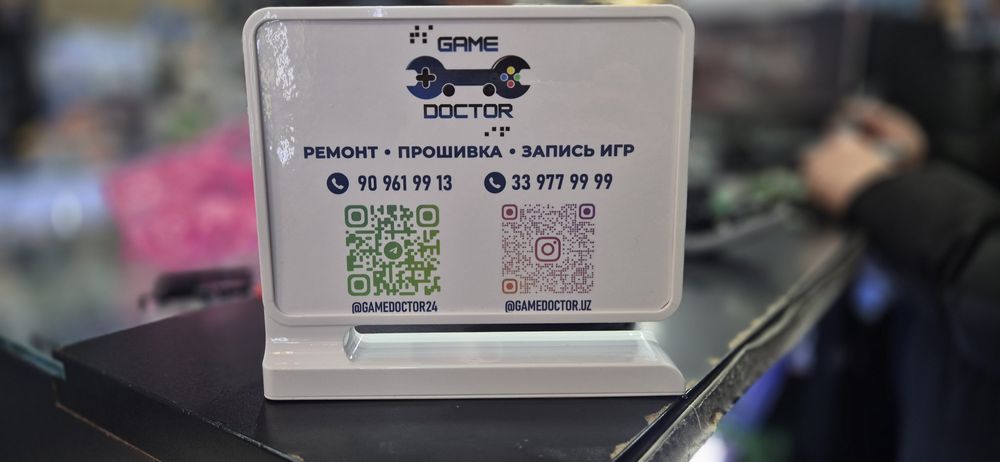 GAME
DOCTOR
РЕМОНТ • ПРОШИВКА • ЗАПИСЬ ИГР
90 961 99 13 33 977 99 99
@GAMEDOCTOR24 @GAMEDOCTOR.UZ